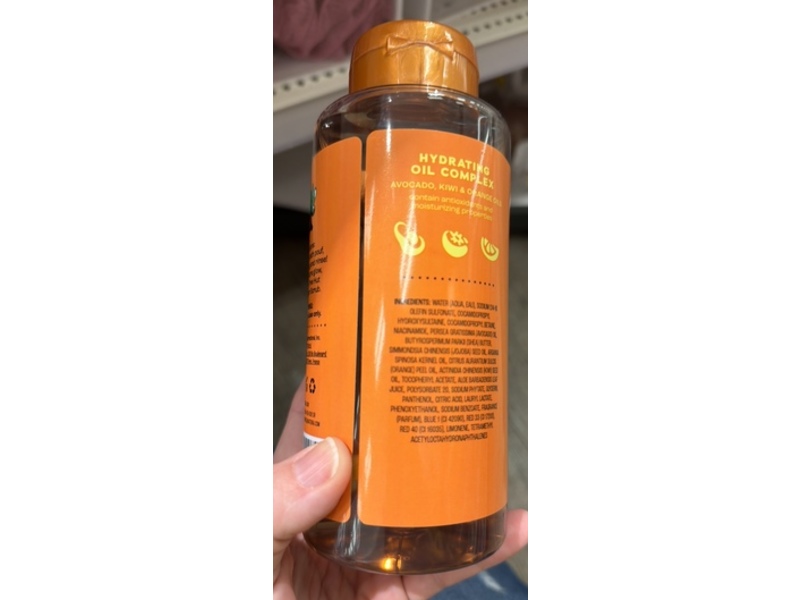 HYDRATING
OIL COMPLEX
AVOCADO, KIWI & ORANGE OILS
contain antioxidants and
moisturizing properties
INGREDIENTS: WATER (AQUA, EAU), SODIUM C14-16
OLEFIN SULFONATE, COCAMIDOPROPYL
HYDROXYSULTAINE, COCAMIDOPROPYL BETAINE,
NIACINAMIDE, PERSEA GRATISSIMA (AVOCADO) OIL,
BUTYROSPERMUM PARKII (SHEA) BUTTER,
SIMMONDSIA CHINENSIS (JOJOBA) SEED OIL, ARGANIA
SPINOSA KERNEL OIL, CITRUS AURANTIUM DULCIS
(ORANGE) PEEL OIL, ACTINIDIA CHINENSIS (KIWI) SEED
OIL, TOCOPHERYL ACETATE, ALOE BARBADENSIS LEAF
JUICE, POLYSORBATE 20, SODIUM PHYTATE, GLYCERIN,
PANTHENOL, CITRIC ACID, LAURYL LACTATE,
PHENOXYETHANOL, SODIUM BENZOATE, FRAGRANCE
(PARFUM), BLUE 1 (CI 42090), RED 33 (CI 17200),
RED 40 (CI 16035), LIMONENE, TETRAMETHYL
ACETYLOCTAHYDRONAPHTHALENES